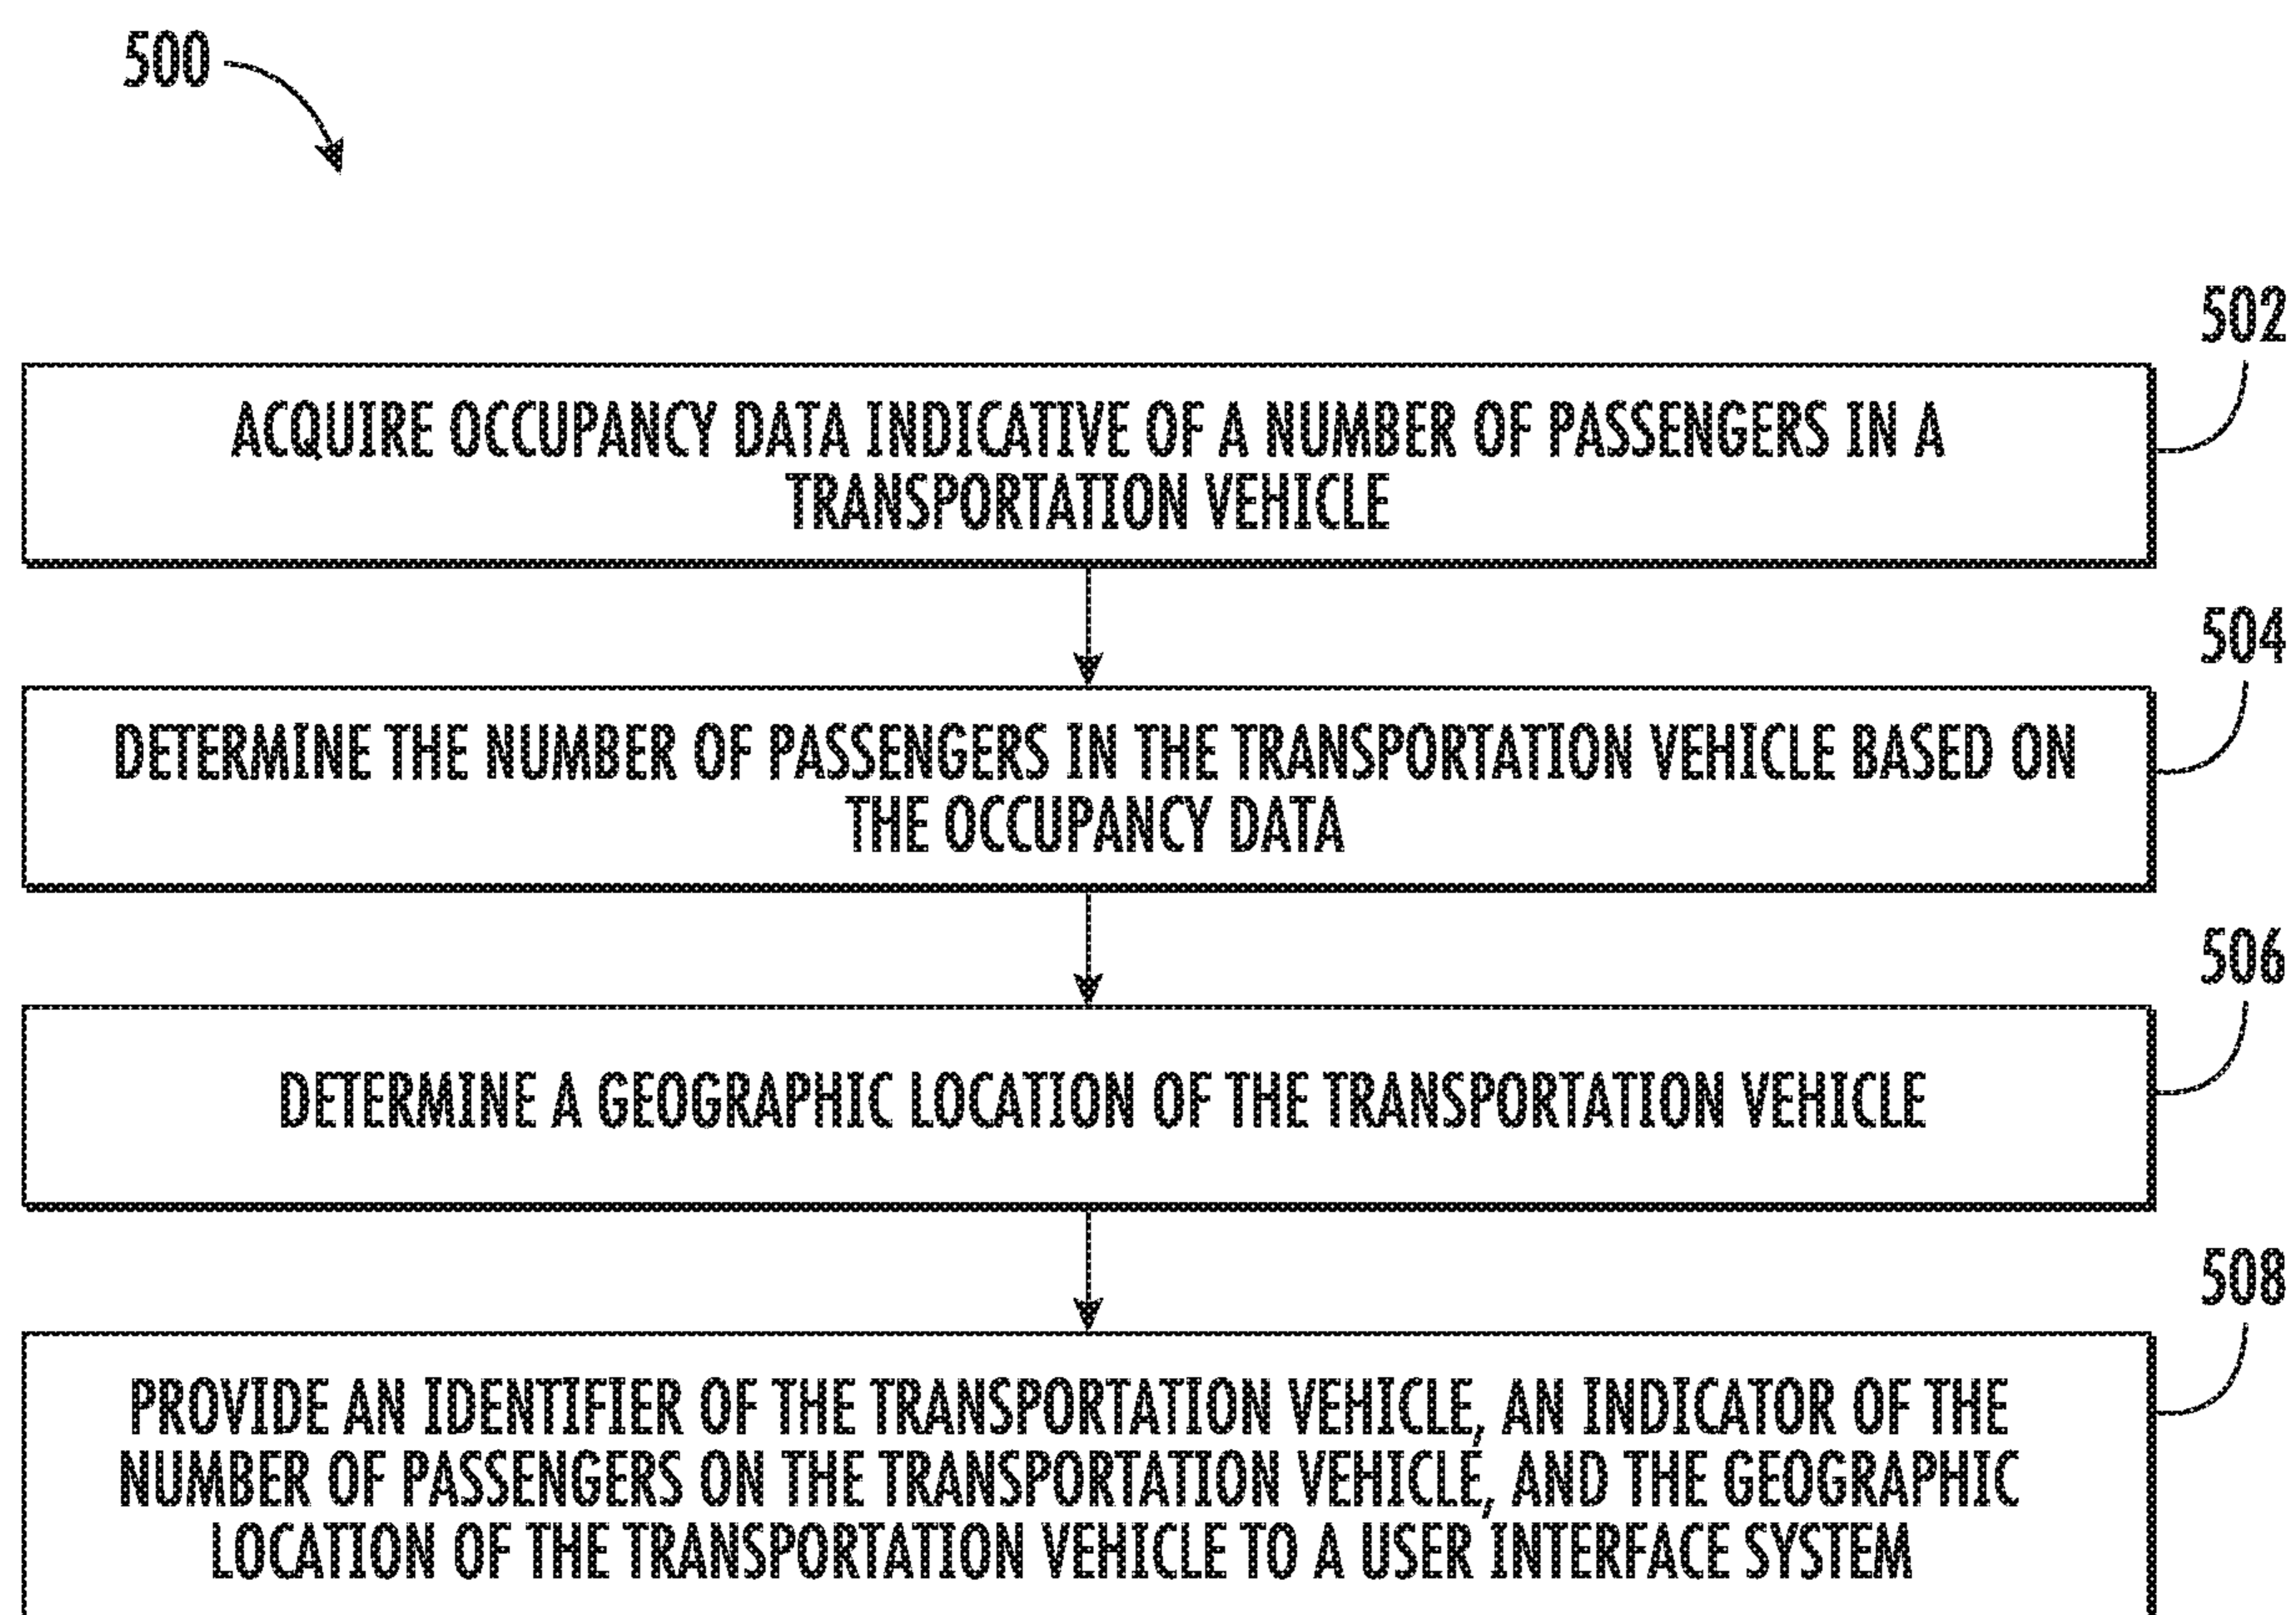 500
502
ACQUIRE OCCUPANCY DATA INDICATIVE OF A NUMBER OF PASSENGERS IN A
TRANSPORTATION VEHICLE
504
DETERMINE THE NUMBER OF PASSENGERS IN THE TRANSPORTATION VEHICLE BASED ON
THE OCCUPANCY DATA
506
DETERMINE A GEOGRAPHIC LOCATION OF THE TRANSPORTATION VEHICLE
508
PROVIDE AN IDENTIFIER OF THE TRANSPORTATION VEHICLE, AN INDICATOR OF THE
NUMBER OF PASSENGERS ON THE TRANSPORTATION VEHICLE, AND THE GEOGRAPHIC
LOCATION OF THE TRANSPORTATION VEHICLE TO A USER INTERFACE SYSTEM